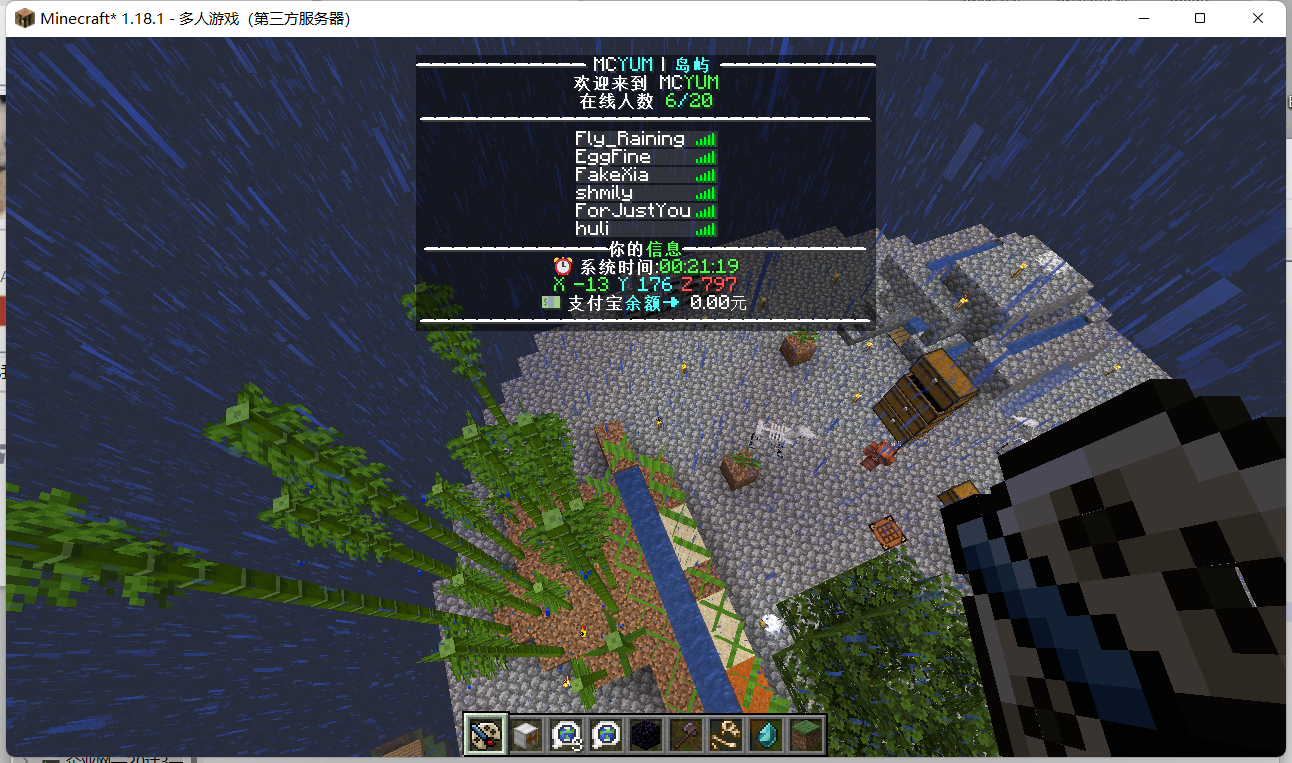 Minecraft* 1.18.1 - 多人游戏（第三方服务器）
MCYUM | 岛屿
欢迎来到 MCYUM
在线人数 6/20
Fly_Raining
EggFine
FakeXia
shmily
ForJustYou
huli
你的信息
系统时间:00:21:19
X -13 Y 176 Z 797
支付宝余额➜ 0.00元
8